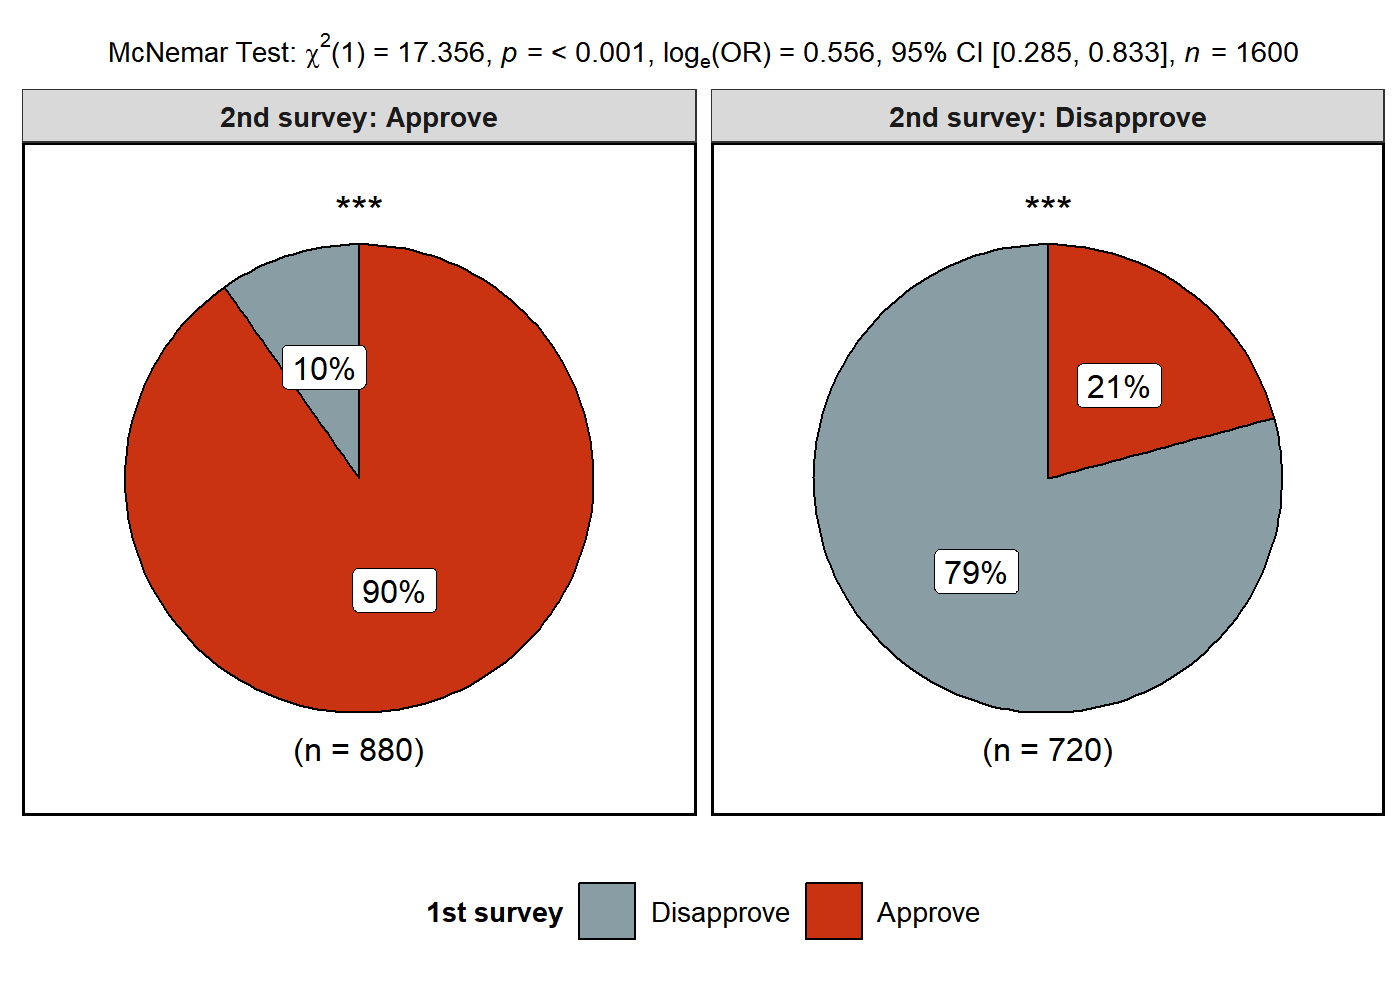 McNemar Test: χ²(1) = 17.356, p = < 0.001, logₑ(OR) = 0.556, 95% CI [0.285, 0.833], n = 1600
2nd survey: Approve
***
10%
90%
(n = 880)
2nd survey: Disapprove
***
21%
79%
(n = 720)
1st survey Disapprove Approve